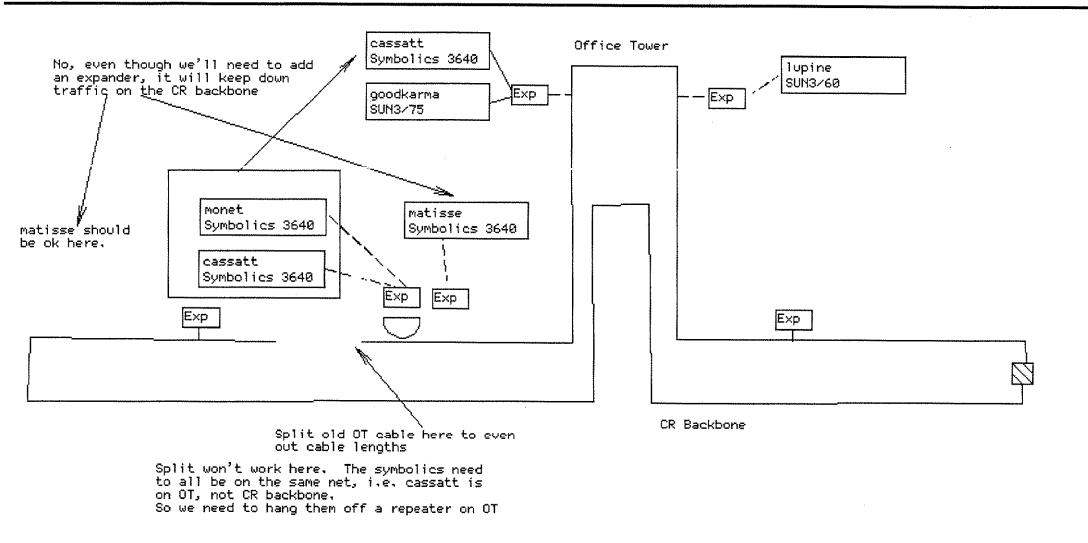 cassatt
Symbolics 3640
Office Tower
No, even though we'll need to add
an expander, it will keep down
traffic on the CR backbone
goodkarma
SUN3/75
Exp
Exp
lupine
SUN3/60
monet
Symbolics 3640
matisse
Symbolics 3640
matisse should
be ok here.
cassatt
Symbolics 3640
Exp
Exp
Exp
Exp
CR Backbone
Split old OT cable here to even
out cable lengths
Split won't work here. The symbolics need
to all be on the same net, i.e. cassatt is
on OT, not CR backbone.
So we need to hang them off a repeater on OT